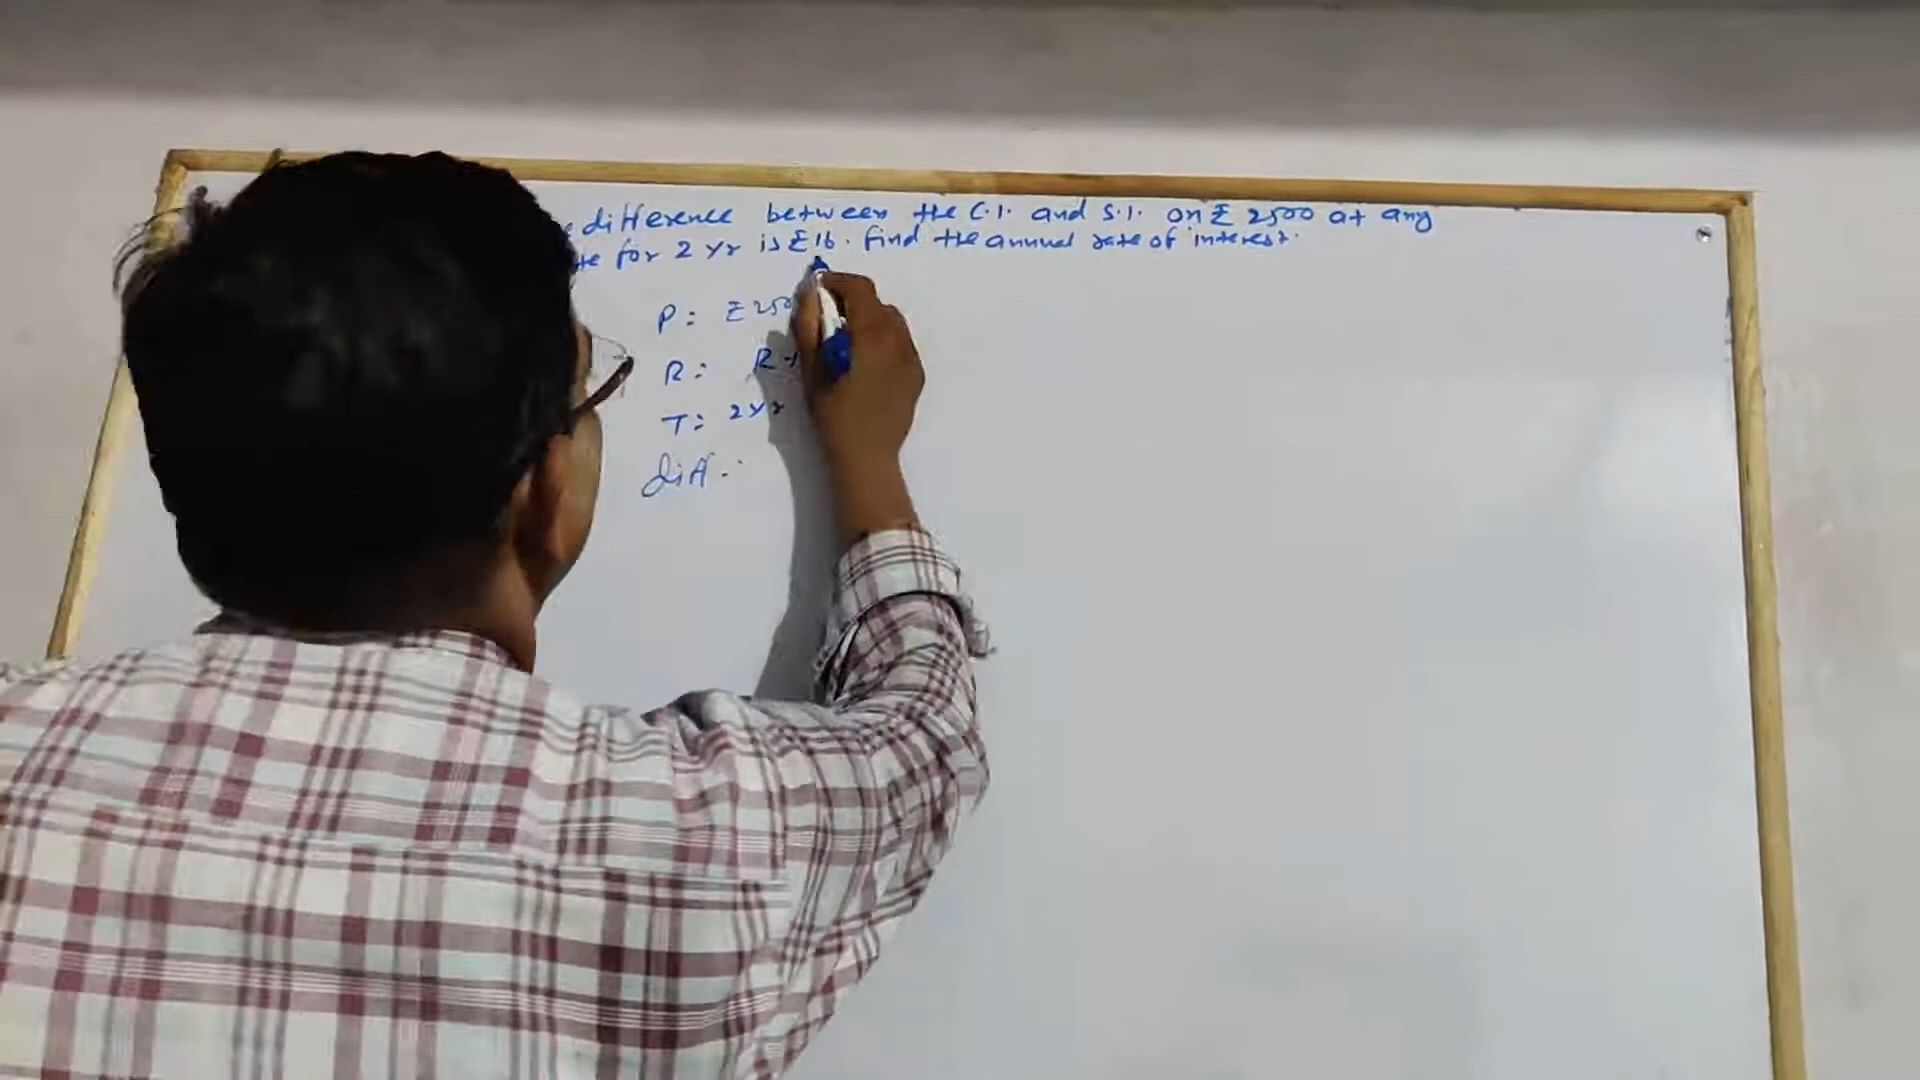 difference between the C.I. and S.I. on ₹ 2500 at any
for 2 yr is ₹ 16. find the annual rate of interest.
P: ₹ 250
R: R
T: 2yr
diff :